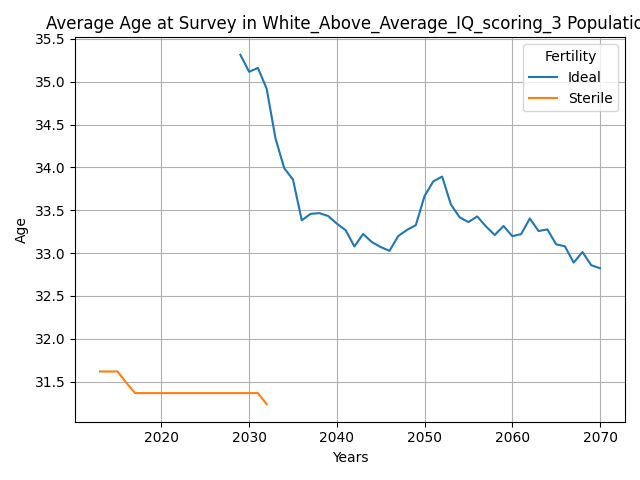 Average Age at Survey in White_Above_Average_IQ_scoring_3 Populatio
35.5
35.0
34.5
34.0
33.5
33.0
32.5
32.0
31.5
Age
Fertility
Ideal
Sterile
2020 2030 2040 2050 2060 2070
Years